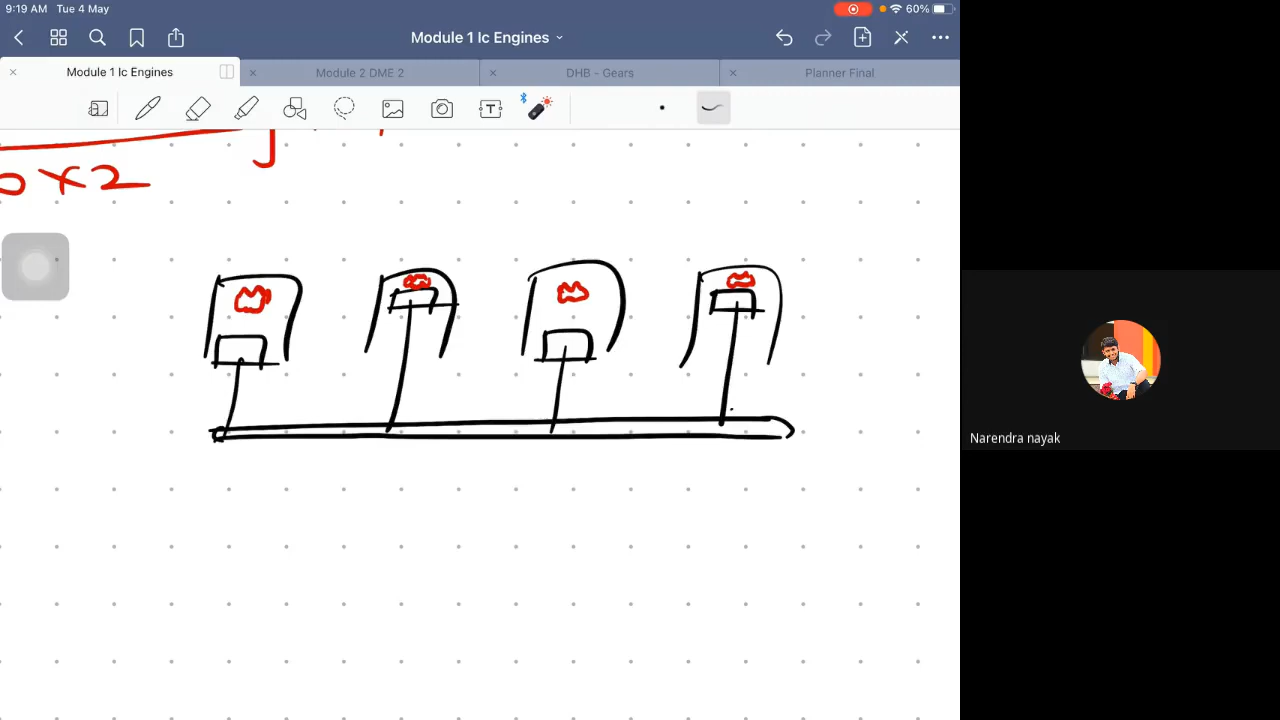 9:19 AM Tue 4 May
60%
Module 1 Ic Engines
Module 1 Ic Engines
Module 2 DME 2
DHB - Gears
Planner Final
T
x2
Narendra nayak